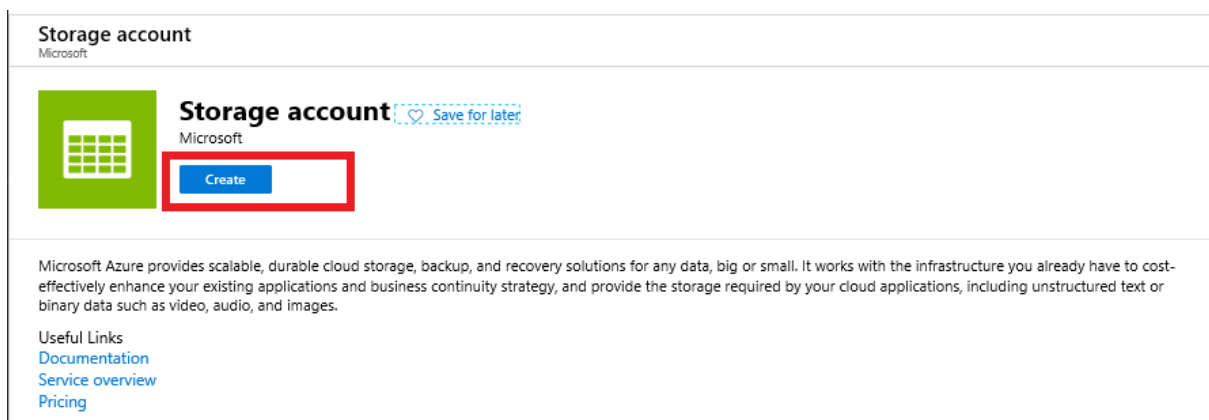 Storage account
Microsoft
Storage account
Save for later
Microsoft
Create
Microsoft Azure provides scalable, durable cloud storage, backup, and recovery solutions for any data, big or small. It works with the infrastructure you already have to cost-
effectively enhance your existing applications and business continuity strategy, and provide the storage required by your cloud applications, including unstructured text or
binary data such as video, audio, and images.
Useful Links
Documentation
Service overview
Pricing